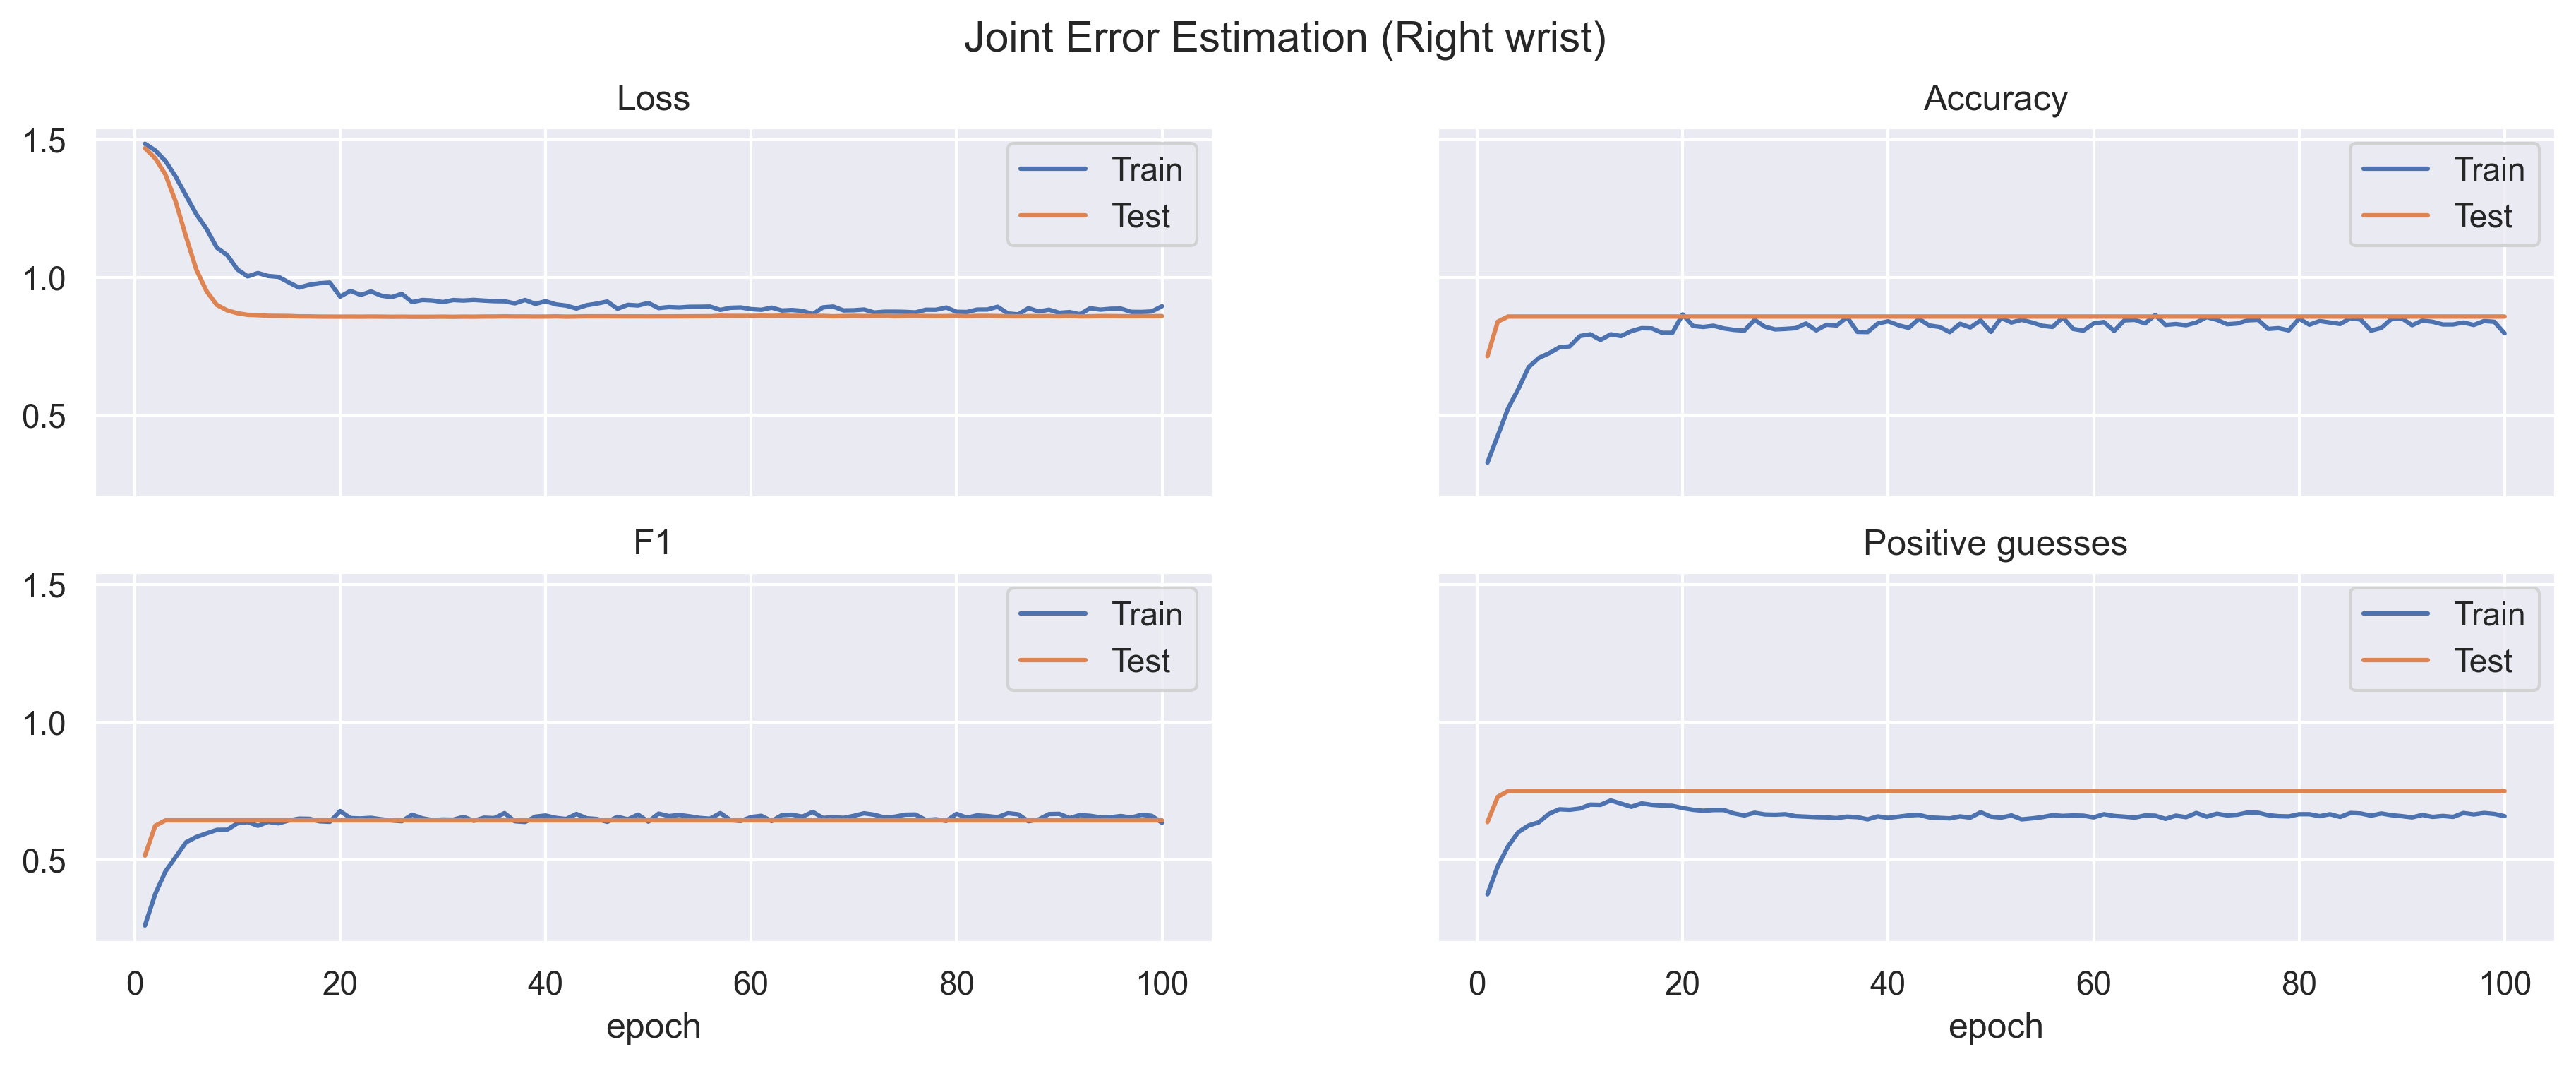 Joint Error Estimation (Right wrist)
Loss
1.5
1.0
0.5
Train
Test
Accuracy
Train
Test
F1
1.5
1.0
0.5
Train
Test
0 20 40 60 80 100
epoch
Positive guesses
Train
Test
0 20 40 60 80 100
epoch